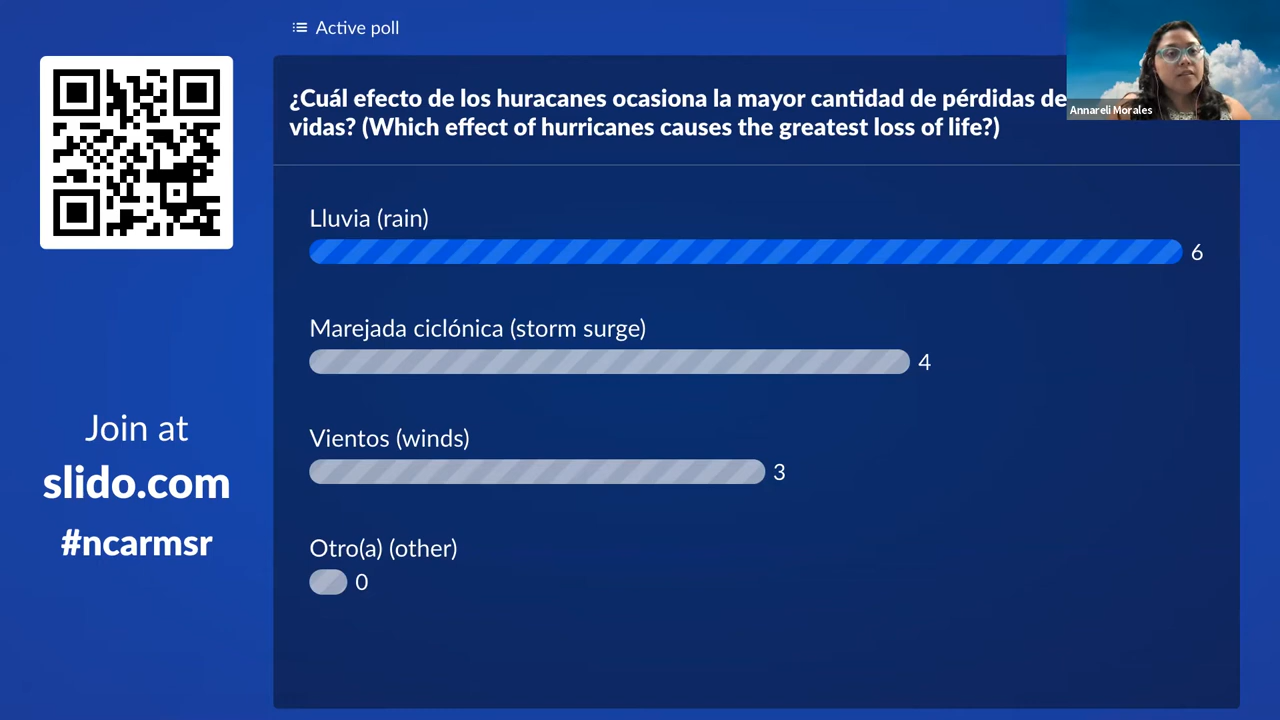 Active poll
¿Cuál efecto de los huracanes ocasiona la mayor cantidad de pérdidas de
vidas? (Which effect of hurricanes causes the greatest loss of life?)
Annareli Morales
Lluvia (rain)
6
Marejada ciclónica (storm surge)
4
Vientos (winds)
3
Otro(a) (other)
0
Join at
slido.com
#ncarmsr